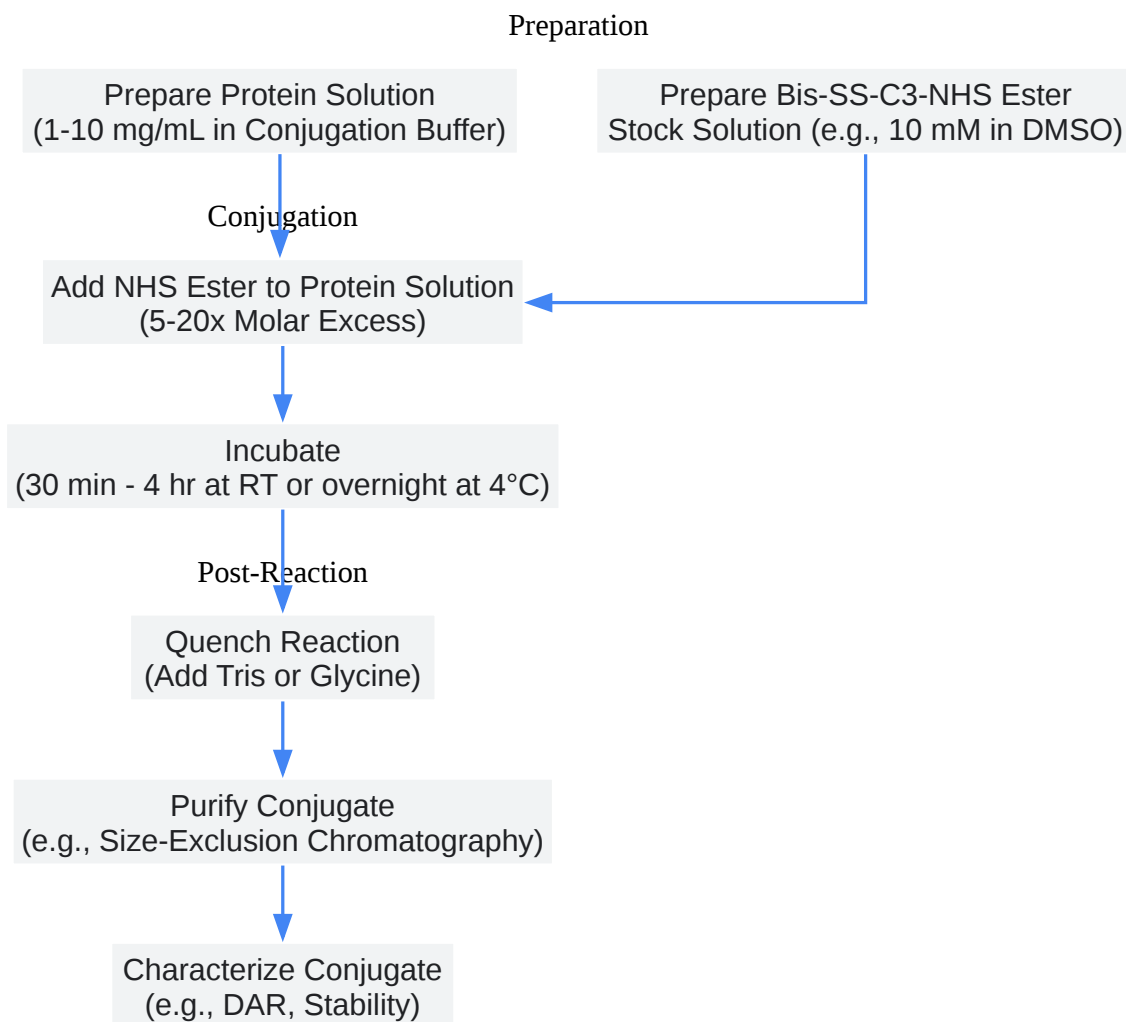 Preparation
Prepare Protein Solution
(1-10 mg/mL in Conjugation Buffer)
Prepare Bis-SS-C3-NHS Ester
Stock Solution (e.g., 10 mM in DMSO)
Conjugation
Add NHS Ester to Protein Solution
(5-20x Molar Excess)
Incubate
(30 min - 4 hr at RT or overnight at 4°C)
Post-Reaction
Quench Reaction
(Add Tris or Glycine)
Purify Conjugate
(e.g., Size-Exclusion Chromatography)
Characterize Conjugate
(e.g., DAR, Stability)